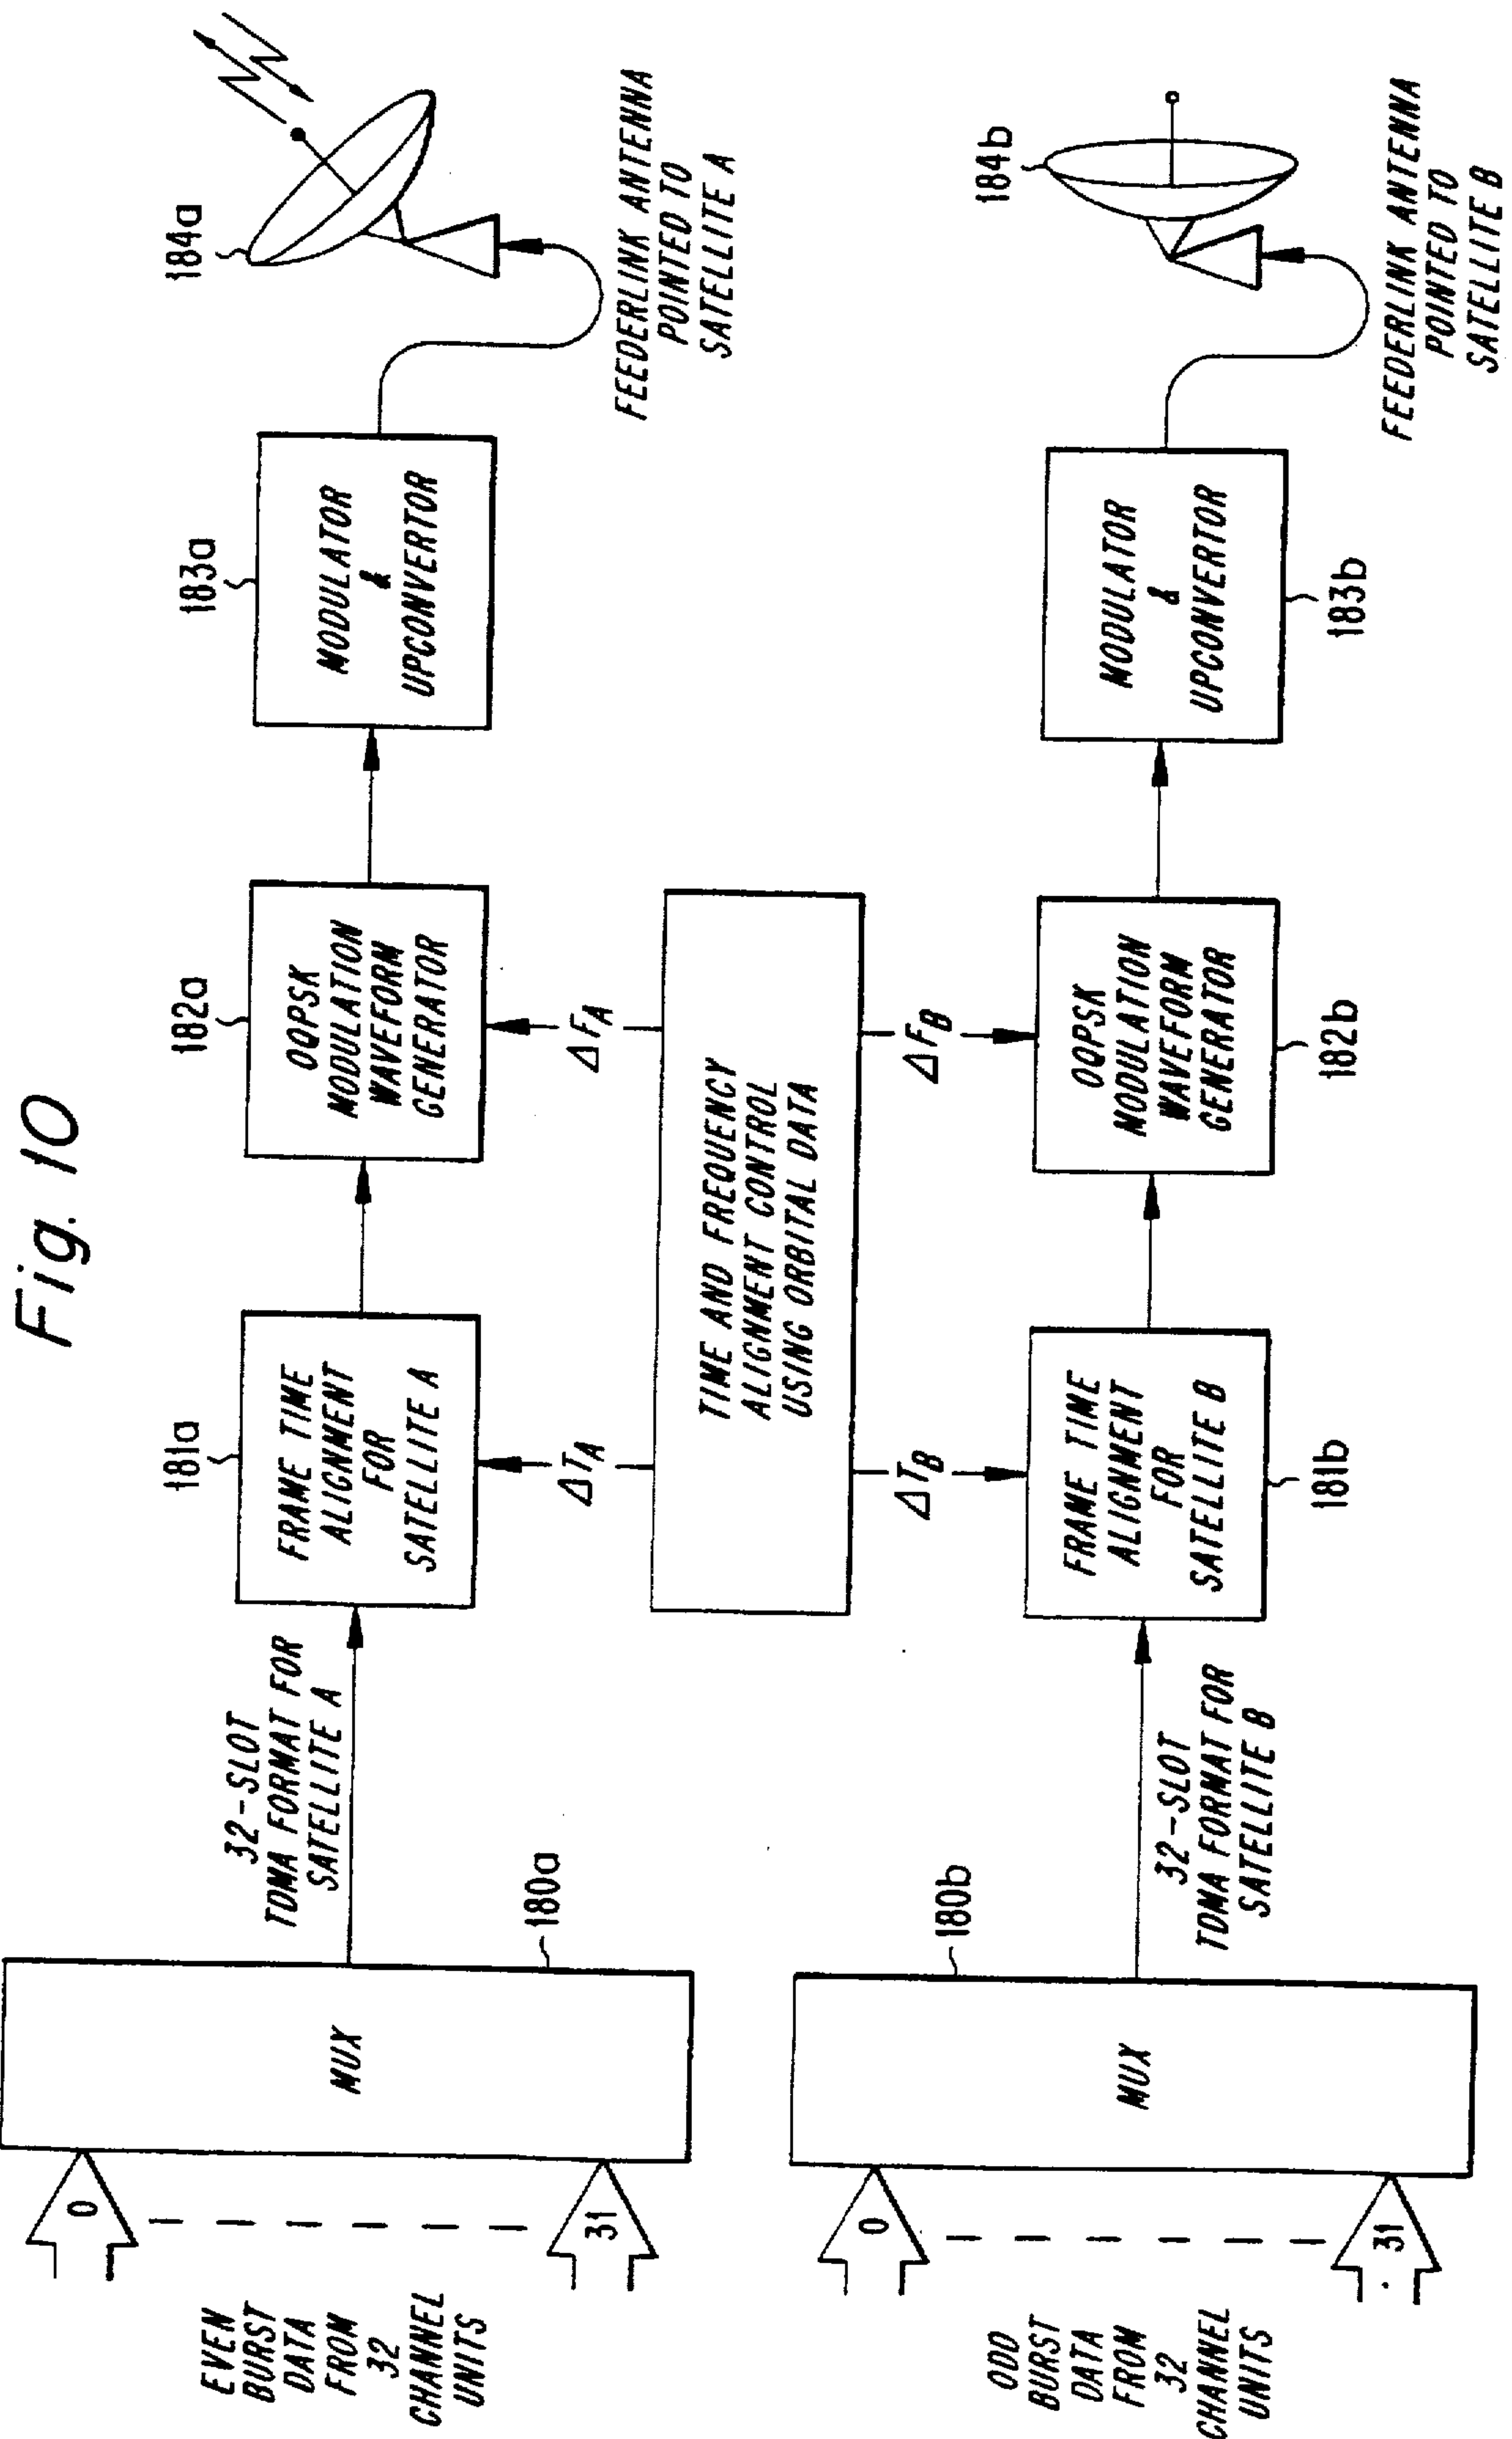 Fig. 10
EVEN
BURST
DATA
FROM
32
CHANNEL
UNITS
0
31
MUX
180a
32-SLOT
TDMA FORMAT FOR
SATELLITE A
181a
FRAME TIME
ALIGNMENT
FOR
SATELLITE A
182a
OQPSK
MODULATION
WAVEFORM
GENERATOR
183a
MODULATOR
&
UPCONVERTOR
184a
FEEDERLINK ANTENNA
POINTED TO
SATELLITE A
ΔTA
ΔFA
TIME AND FREQUENCY
ALIGNMENT CONTROL
USING ORBITAL DATA
ΔTB
ΔFB
ODD
BURST
DATA
FROM
32
CHANNEL
UNITS
0
31
MUX
180b
32-SLOT
TDMA FORMAT FOR
SATELLITE B
FRAME TIME
ALIGNMENT
FOR
SATELLITE B
181b
OQPSK
MODULATION
WAVEFORM
GENERATOR
182b
MODULATOR
&
UPCONVERTOR
183b
184b
FEEDERLINK ANTENNA
POINTED TO
SATELLITE B